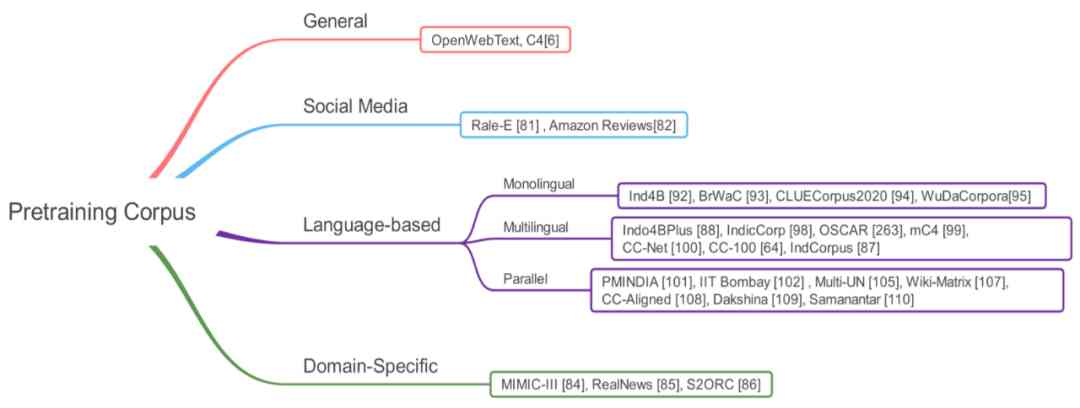 General
OpenWebText, C4[6]
Social Media
Rale-E [81] , Amazon Reviews[82]
Pretraining Corpus
Language-based
Monolingual
Ind4B [92], BrWaC [93], CLUECorpus2020 [94], WuDaCorpora[95]
Multilingual
Indo4BPlus [88], IndicCorp [98], OSCAR [263], mC4 [99],
CC-Net [100], CC-100 [64], IndCorpus [87]
Parallel
PMINDIA [101], IIT Bombay [102] , Multi-UN [105], Wiki-Matrix [107],
CC-Aligned [108], Dakshina [109], Samanantar [110]
Domain-Specific
MIMIC-III [84], RealNews [85], S2ORC [86]